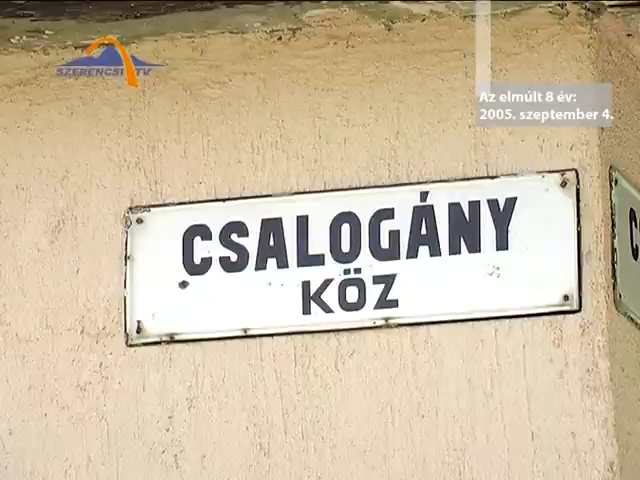 SZERENCSI TV
Az elmúlt 8 év:
2005. szeptember 4.
CSALOGÁNY
KÖZ